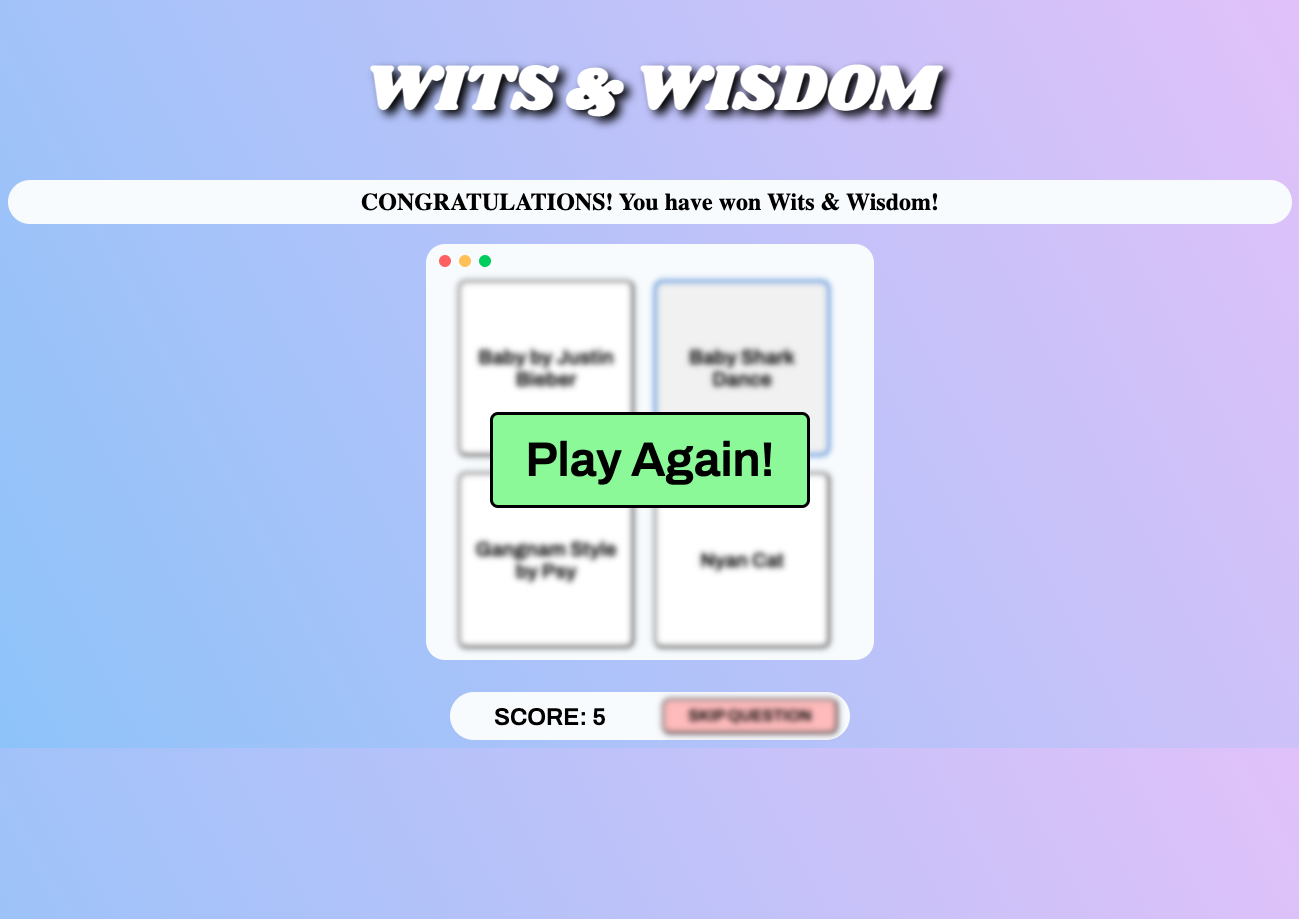 WITS & WISDOM
CONGRATULATIONS! You have won Wits & Wisdom!
Baby by Justin
Bieber
Baby Shark
Dance
Play Again!
Gangnam Style
by Psy
Nyan Cat
SCORE: 5
SKIP QUESTION